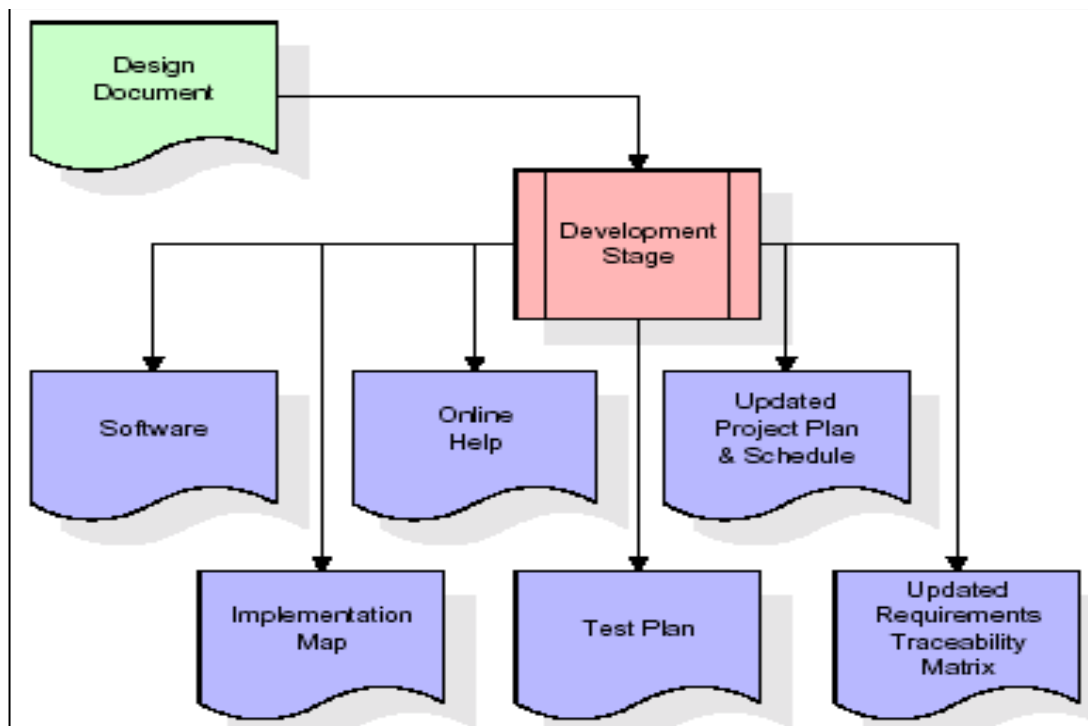 Design
Document
Development
Stage
Software
Online
Help
Updated
Project Plan
& Schedule
Implementation
Map
Test Plan
Updated
Requirements
Traceability
Matrix